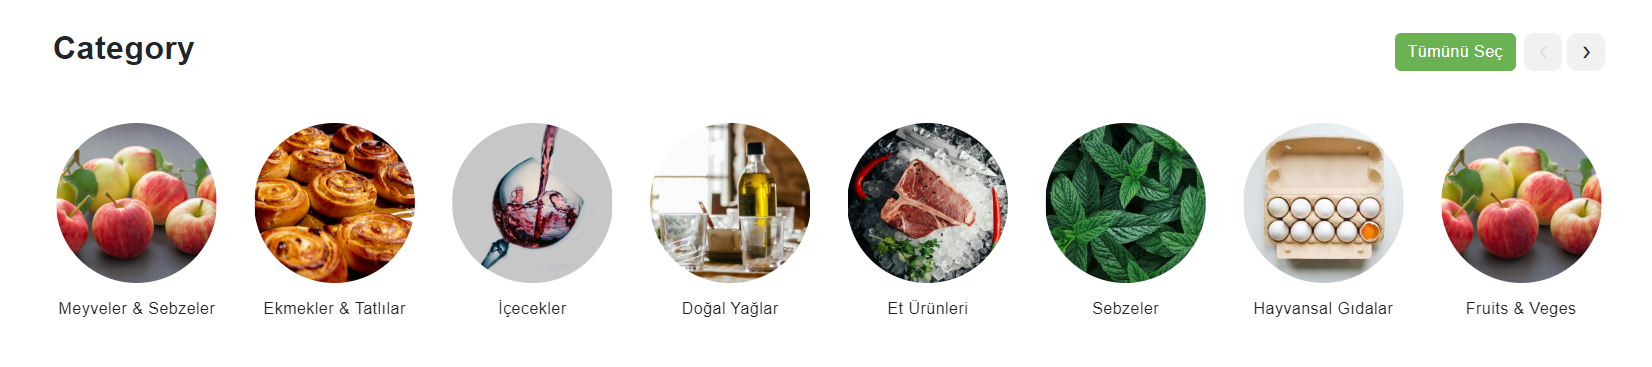 Category
Tümünü Seç
Meyveler & Sebzeler
Ekmekler & Tatlılar
İçecekler
Doğal Yağlar
Et Ürünleri
Sebzeler
Hayvansal Gıdalar
Fruits & Veges